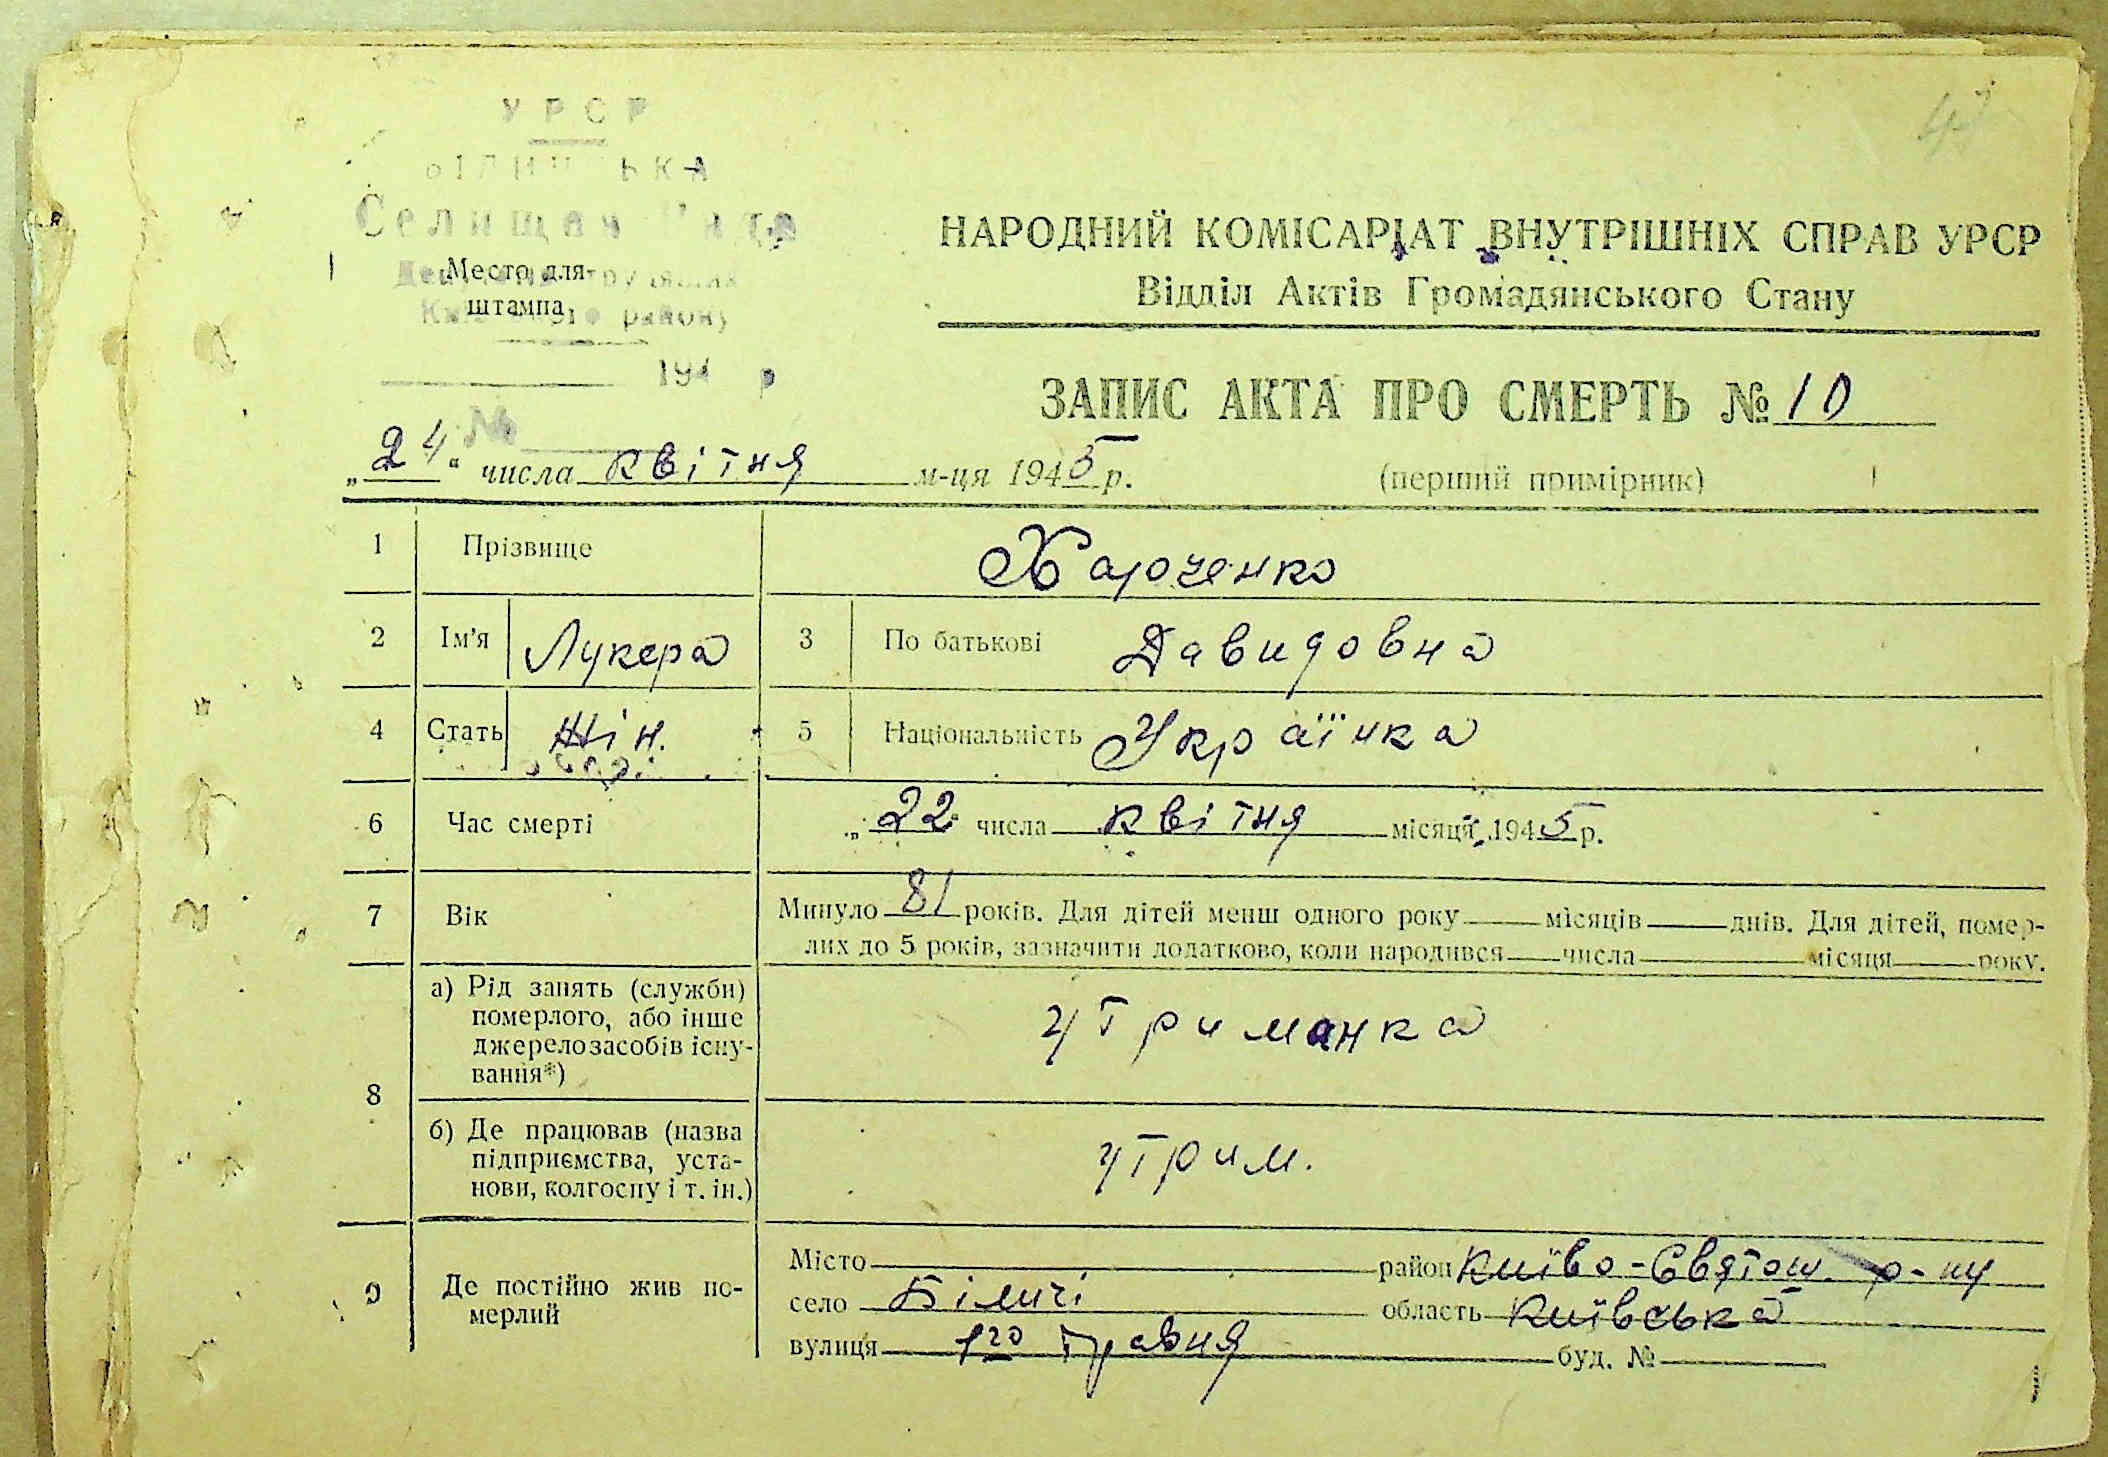 47
УРСР
Селищна Рада
Место для
району
штампа
194 р
№
НАРОДНИЙ КОМІСАРІАТ ВНУТРІШНІХ СПРАВ УРСР
Відділ Актів Громадянського Стану
ЗАПИС АКТА ПРО СМЕРТЬ № 10
„24“ числа квітня м-ця 1945 р.
(перший примірник)
1 Прізвище Харченко
2 Ім'я Лукера 3 По батькові Давидовна
4 Стать жін. 5 Національність Українка
6 Час смерті „22“ числа квітня місяця 1945 р.
7 Вік Минуло 81 років. Для дітей менш одного року місяців днів. Для дітей, помер-
лих до 5 років, зазначити додатково, коли народився числа місяця року.
8 а) Рід занять (служби)
померлого, або інше
джерело засобів існу-
вання*) утриманка
б) Де працював (назва
підприємства, уста-
нови, колгоспу і т. ін.) утрим.
9 Де постійно жив по-
мерлий
Місто район Київо-Святош. р-ну
село Біличі область Київська
вулиця 1го травня буд. №